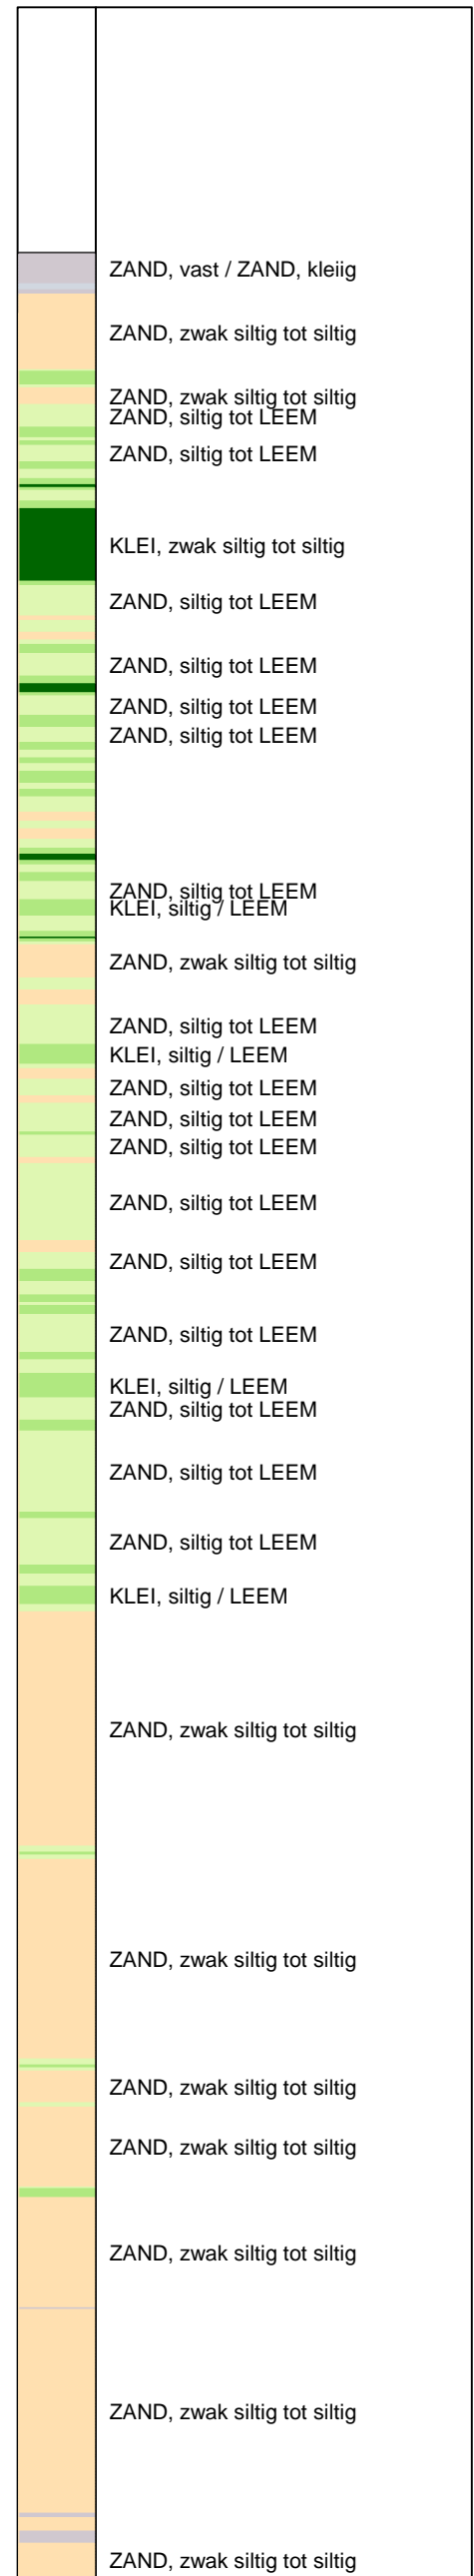 ZAND, vast / ZAND, kleiig
ZAND, zwak siltig tot siltig
ZAND, zwak siltig tot siltig
ZAND, siltig tot LEEM
ZAND, siltig tot LEEM
KLEI, zwak siltig tot siltig
ZAND, siltig tot LEEM
ZAND, siltig tot LEEM
ZAND, siltig tot LEEM
ZAND, siltig tot LEEM
ZAND, siltig tot LEEM
KLEI, siltig / LEEM
ZAND, zwak siltig tot siltig
ZAND, siltig tot LEEM
KLEI, siltig / LEEM
ZAND, siltig tot LEEM
ZAND, siltig tot LEEM
ZAND, siltig tot LEEM
ZAND, siltig tot LEEM
ZAND, siltig tot LEEM
ZAND, siltig tot LEEM
KLEI, siltig / LEEM
ZAND, siltig tot LEEM
ZAND, siltig tot LEEM
ZAND, siltig tot LEEM
KLEI, siltig / LEEM
ZAND, zwak siltig tot siltig
ZAND, zwak siltig tot siltig
ZAND, zwak siltig tot siltig
ZAND, zwak siltig tot siltig
ZAND, zwak siltig tot siltig
ZAND, zwak siltig tot siltig
ZAND, zwak siltig tot siltig